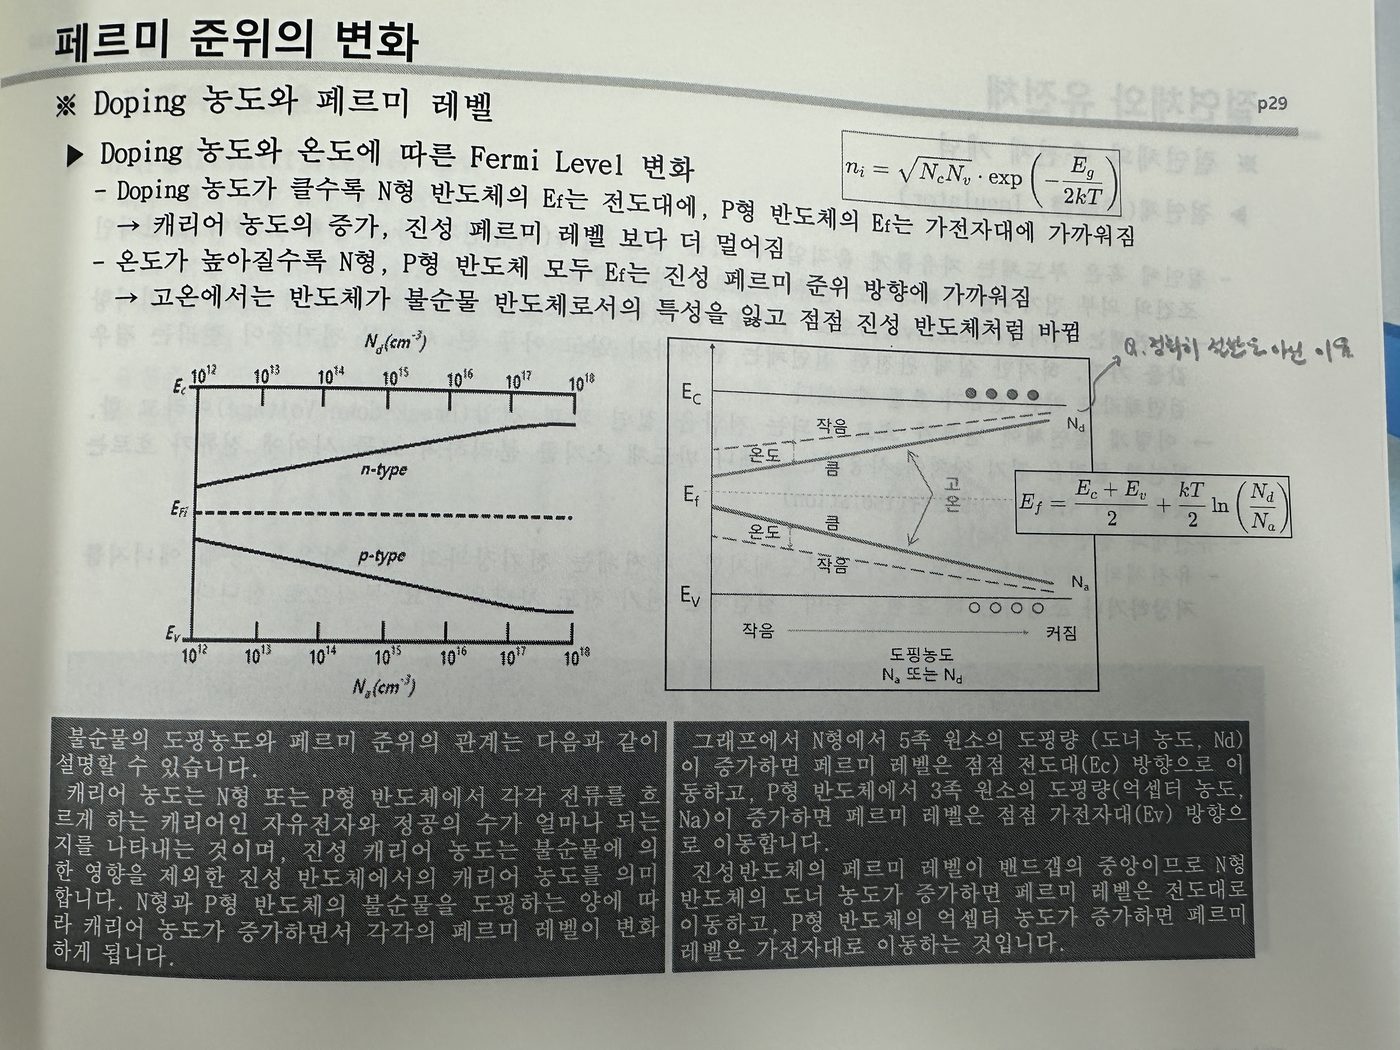 페르미 준위의 변화
p29
※ Doping 농도와 페르미 레벨
▶ Doping 농도와 온도에 따른 Fermi Level 변화
n_i = √(N_cN_v) · exp(−E_g/2kT)
- Doping 농도가 클수록 N형 반도체의 Ef는 전도대에, P형 반도체의 Ef는 가전자대에 가까워짐
→ 캐리어 농도의 증가, 진성 페르미 레벨 보다 더 멀어짐
- 온도가 높아질수록 N형, P형 반도체 모두 Ef는 진성 페르미 준위 방향에 가까워짐
→ 고온에서는 반도체가 불순물 반도체로서의 특성을 잃고 점점 진성 반도체처럼 바뀜
N_d(cm⁻³)
E_c 10¹² 10¹³ 10¹⁴ 10¹⁵ 10¹⁶ 10¹⁷ 10¹⁸
n-type
E_Fi
p-type
E_v
10¹² 10¹³ 10¹⁴ 10¹⁵ 10¹⁶ 10¹⁷ 10¹⁸
N_a(cm⁻³)
Q. 정확히 선분은 아닌 이유
E_C
N_d
작음
온도
큼
고온
E_f
E_f = (E_c + E_v)/2 + kT/2 ln(N_d/N_a)
큼
온도
작음
N_a
E_V
작음 커짐
도핑농도
N_a 또는 N_d
불순물의 도핑농도와 페르미 준위의 관계는 다음과 같이
설명할 수 있습니다.
캐리어 농도는 N형 또는 P형 반도체에서 각각 전류를 흐
르게 하는 캐리어인 자유전자와 정공의 수가 얼마나 되는
지를 나타내는 것이며, 진성 캐리어 농도는 불순물에 의
한 영향을 제외한 진성 반도체에서의 캐리어 농도를 의미
합니다. N형과 P형 반도체의 불순물을 도핑하는 양에 따
라 캐리어 농도가 증가하면서 각각의 페르미 레벨이 변화
하게 됩니다.
그래프에서 N형에서 5족 원소의 도핑량 (도너 농도, Nd)
이 증가하면 페르미 레벨은 점점 전도대(Ec) 방향으로 이
동하고, P형 반도체에서 3족 원소의 도핑량(억셉터 농도,
Na)이 증가하면 페르미 레벨은 점점 가전자대(Ev) 방향으
로 이동합니다.
진성반도체의 페르미 레벨이 밴드갭의 중앙이므로 N형
반도체의 도너 농도가 증가하면 페르미 레벨은 전도대로
이동하고, P형 반도체의 억셉터 농도가 증가하면 페르미
레벨은 가전자대로 이동하는 것입니다.